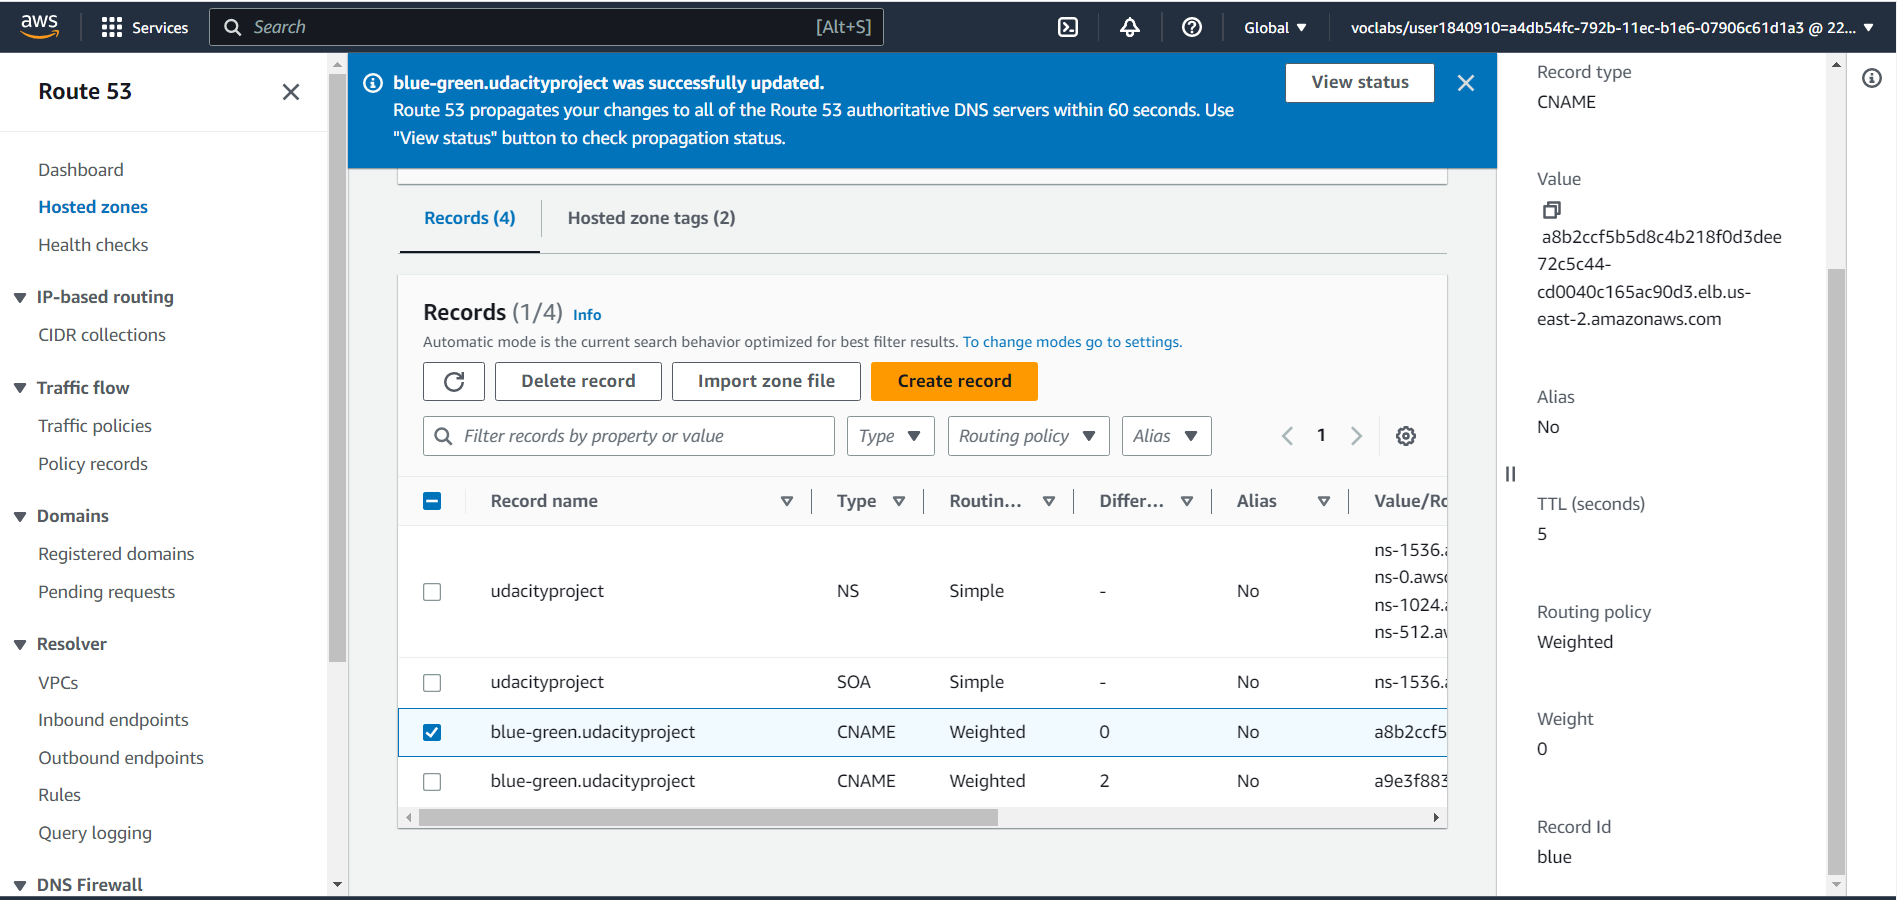 aws
Services
Search
[Alt+S]
Global
voclabs/user1840910=a4db54fc-792b-11ec-b1e6-07906c61d1a3 @ 22...
Route 53
Dashboard
Hosted zones
Health checks
IP-based routing
CIDR collections
Traffic flow
Traffic policies
Policy records
Domains
Registered domains
Pending requests
Resolver
VPCs
Inbound endpoints
Outbound endpoints
Rules
Query logging
DNS Firewall
blue-green.udacityproject was successfully updated.
Route 53 propagates your changes to all of the Route 53 authoritative DNS servers within 60 seconds. Use
"View status" button to check propagation status.
View status
Records (4)
Hosted zone tags (2)
Records (1/4) Info
Automatic mode is the current search behavior optimized for best filter results. To change modes go to settings.
Delete record
Import zone file
Create record
Filter records by property or value
Type
Routing policy
Alias
1
Record name Type Routin... Differ... Alias Value/Ro
udacityproject NS Simple - No
ns-1536.a
ns-0.awsd
ns-1024.a
ns-512.aw
udacityproject SOA Simple - No ns-1536.a
blue-green.udacityproject CNAME Weighted 0 No a8b2ccf5
blue-green.udacityproject CNAME Weighted 2 No a9e3f883
Record type
CNAME
Value
a8b2ccf5b5d8c4b218f0d3dee
72c5c44-
cd0040c165ac90d3.elb.us-
east-2.amazonaws.com
Alias
No
TTL (seconds)
5
Routing policy
Weighted
Weight
0
Record Id
blue